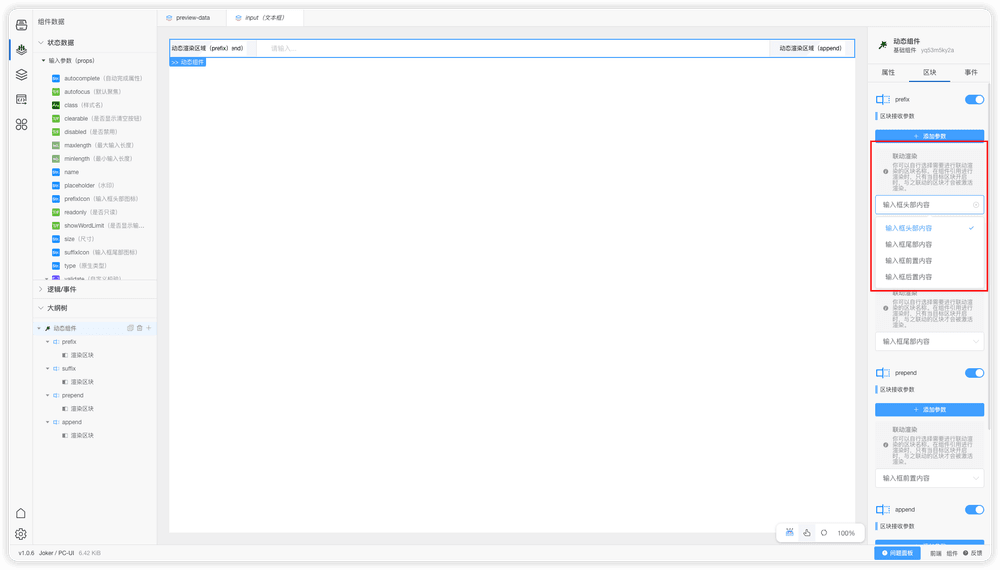 组件数据
状态数据
输入参数（props）
autocomplete（自动完成属性）
autofocus（默认聚焦）
class（样式名）
clearable（是否显示清空按钮）
disabled（是否禁用）
maxlength（最大输入长度）
minlength（最小输入长度）
name
placeholder（水印）
prefixIcon（输入框头部图标）
readonly（是否只读）
showWordLimit（是否显示输...
size（尺寸）
suffixIcon（输入框尾部图标）
type（原生类型）
逻辑/事件
大纲树
动态组件
prefix
渲染区块
suffix
渲染区块
prepend
渲染区块
append
渲染区块
v1.0.6 Joker / PC-UI 6.42 KiB
preview-data
input（文本框）
动态渲染区域（prefix）end）
请输入...
动态渲染区域（append）
>> 动态组件
100%
动态组件
基础组件 yq53m5ky2a
属性 区块 事件
prefix
区块接收参数
＋ 添加参数
联动渲染
你可以自行选择需要进行联动渲
染的区块名称，在组件引用进行
渲染时，只有当目标区块开启
时，与之联动的区块才会被激活
渲染。
输入框头部内容
输入框头部内容
输入框尾部内容
输入框前置内容
输入框后置内容
联动渲染
你可以自行选择需要进行联动渲
染的区块名称，在组件引用进行
渲染时，只有当目标区块开启
时，与之联动的区块才会被激活
渲染。
输入框尾部内容
prepend
区块接收参数
＋ 添加参数
联动渲染
你可以自行选择需要进行联动渲
染的区块名称，在组件引用进行
渲染时，只有当目标区块开启
时，与之联动的区块才会被激活
渲染。
输入框前置内容
append
区块接收参数
问题面板 前端 组件 反馈